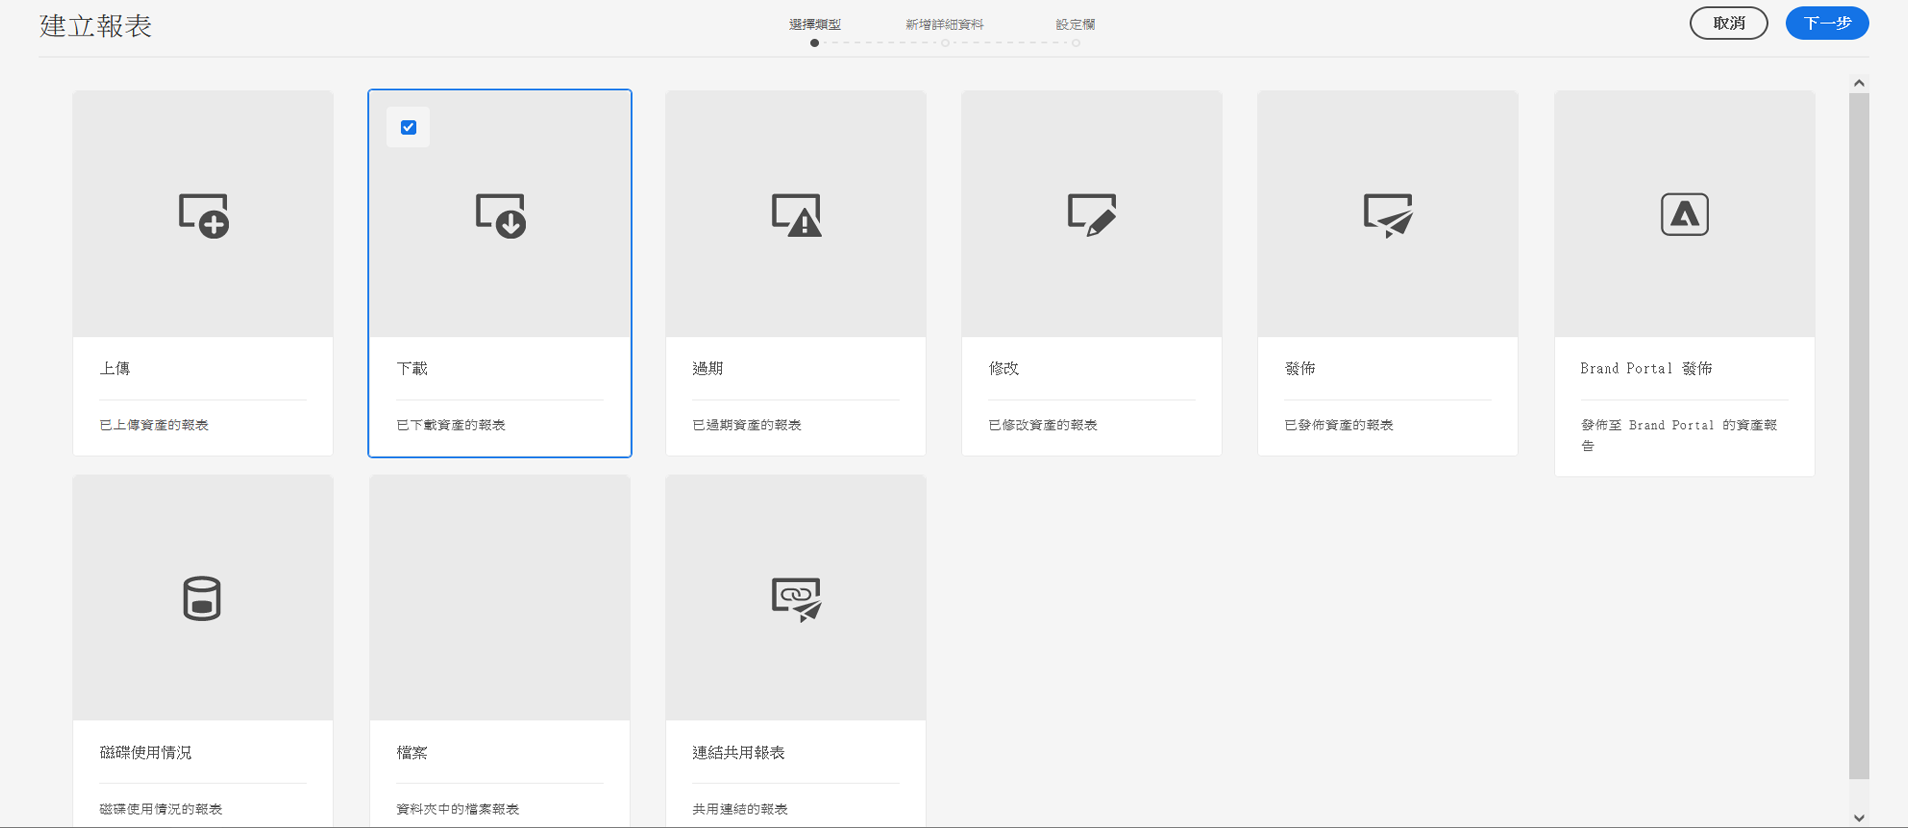 建立報表
選擇類型
新增詳細資料
設定欄
取消
下一步
上傳
已上傳資產的報表
下載
已下載資產的報表
過期
已過期資產的報表
修改
已修改資產的報表
發佈
已發佈資產的報表
Brand Portal 發佈
發佈至 Brand Portal 的資產報
告
磁碟使用情況
磁碟使用情況的報表
檔案
資料夾中的檔案報表
連結共用報表
共用連結的報表